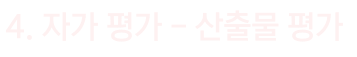 4. 자가 평가 - 산출물 평가